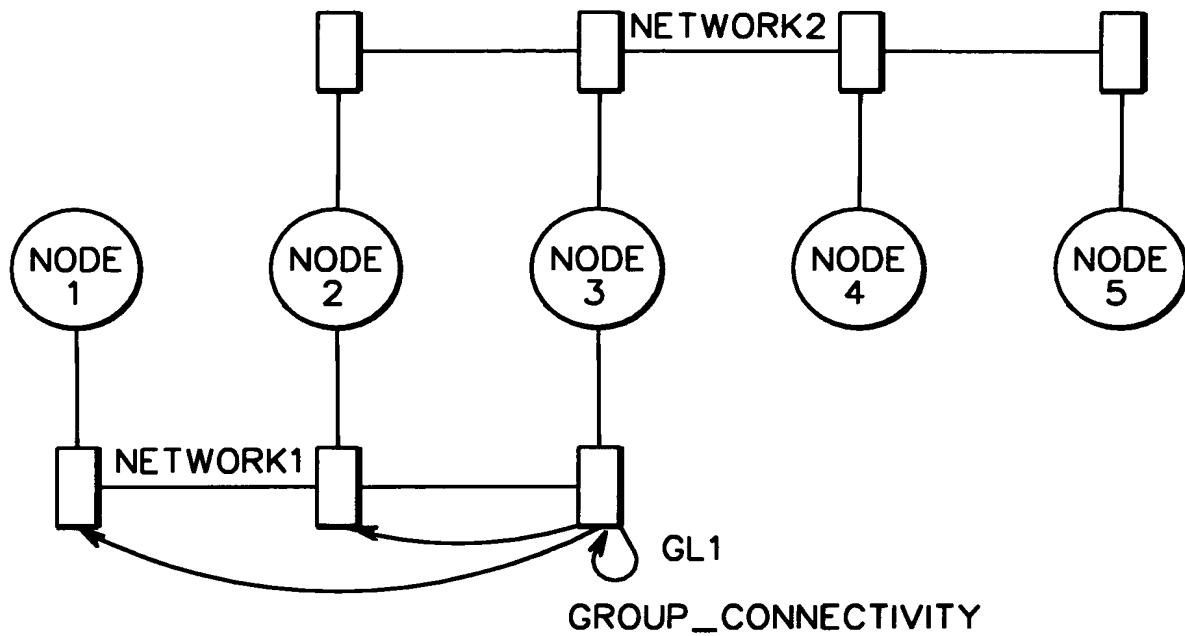 NETWORK2
NODE
1
NODE
2
NODE
3
NODE
4
NODE
5
NETWORK1
GL1
GROUP_CONNECTIVITY